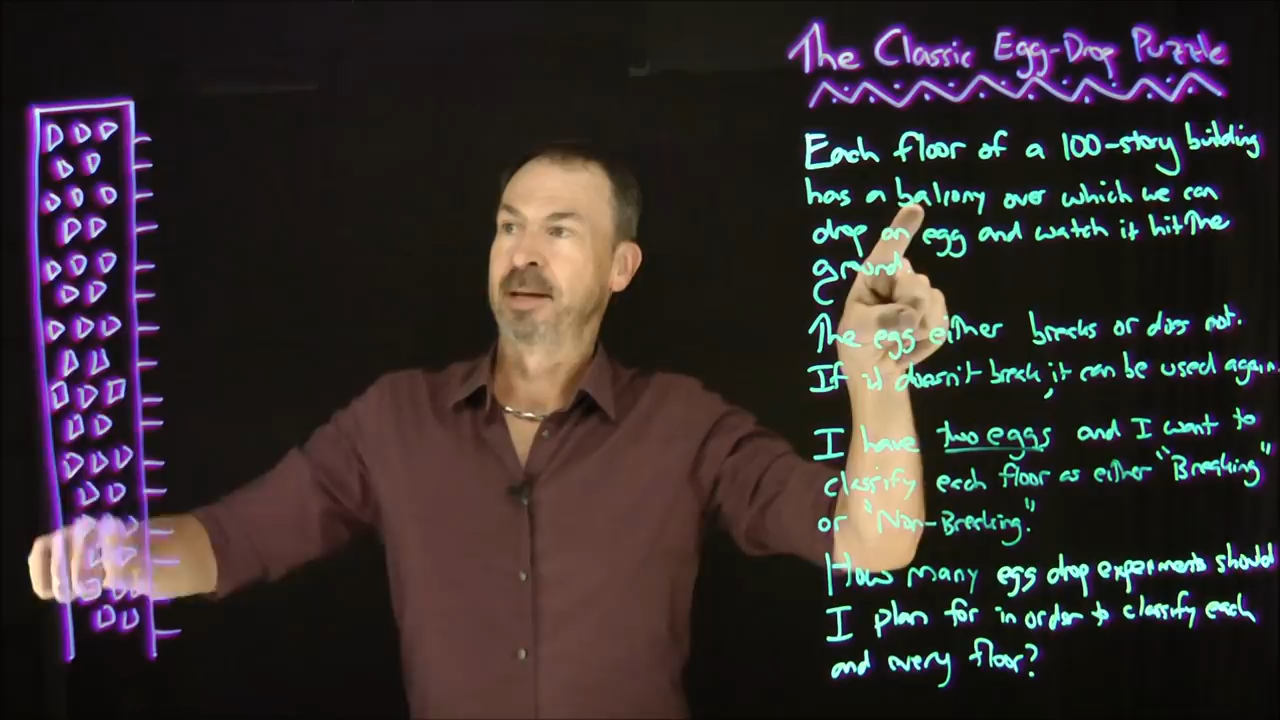 The Classic Egg-Drop Puzzle
Each floor of a 100-story building
has a balcony over which we can
drop an egg and watch it hit the
ground.
The egg either breaks or does not.
If it doesn't break, it can be used again.
I have two eggs and I want to
classify each floor as either "Breaking"
or "Non-Breaking."
How many egg drop experiments should
I plan for in order to classify each
and every floor?